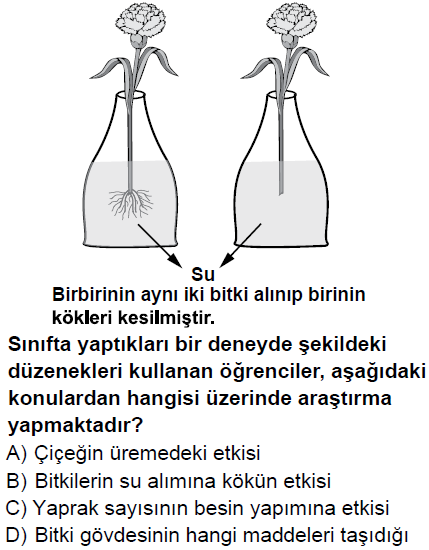 Su
Birbirinin aynı iki bitki alınıp birinin
kökleri kesilmiştir.
Sınıfta yaptıkları bir deneyde şekildeki
düzenekleri kullanan öğrenciler, aşağıdaki
konulardan hangisi üzerinde araştırma
yapmaktadır?
A) Çiçeğin üremedeki etkisi
B) Bitkilerin su alımına kökün etkisi
C) Yaprak sayısının besin yapımına etkisi
D) Bitki gövdesinin hangi maddeleri taşıdığı